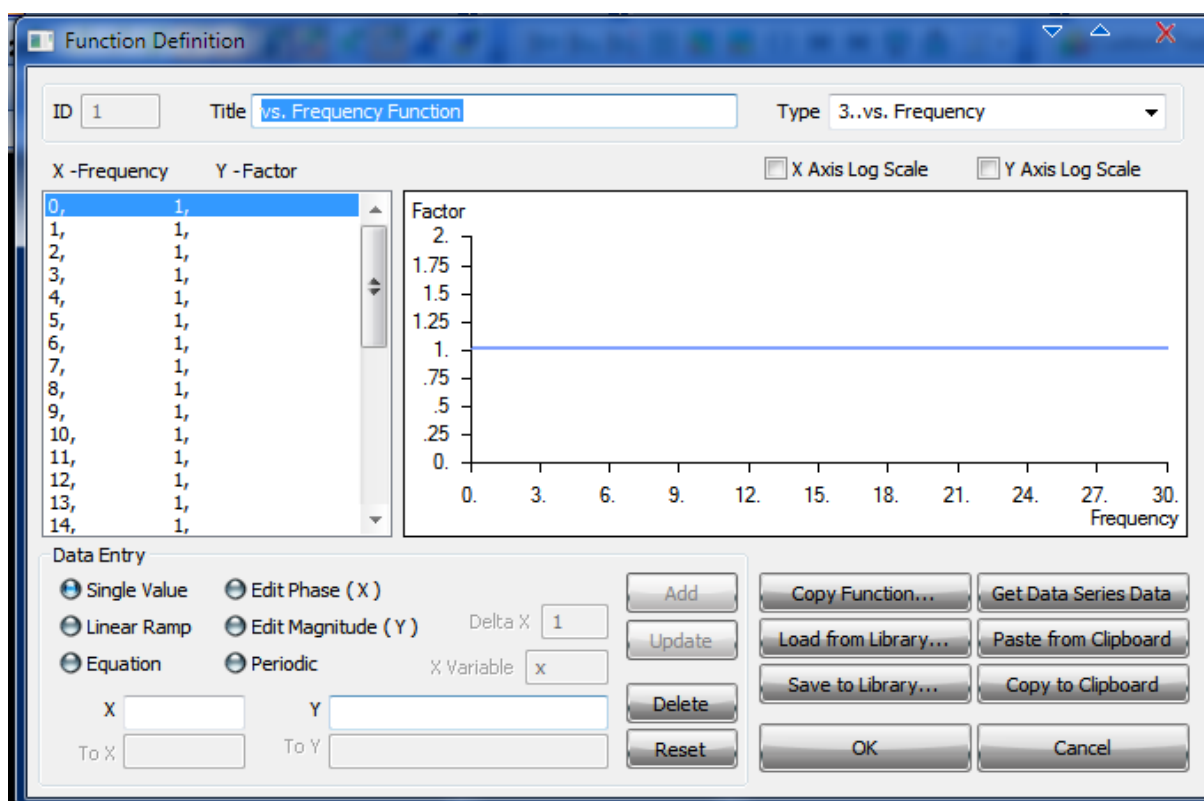 Function Definition
ID 1 Title vs. Frequency Function Type 3..vs. Frequency
X -Frequency Y -Factor X Axis Log Scale Y Axis Log Scale
0, 1,
1, 1,
2, 1,
3, 1,
4, 1,
5, 1,
6, 1,
7, 1,
8, 1,
9, 1,
10, 1,
11, 1,
12, 1,
13, 1,
14, 1,
Factor
2.
1.75
1.5
1.25
1.
.75
.5
.25
0.
0. 3. 6. 9. 12. 15. 18. 21. 24. 27. 30.
Frequency
Data Entry
Single Value Edit Phase ( X ) Add Copy Function... Get Data Series Data
Linear Ramp Edit Magnitude ( Y ) Delta X 1 Update Load from Library... Paste from Clipboard
Equation Periodic X Variable x Save to Library... Copy to Clipboard
X Y Delete
To X To Y Reset OK Cancel